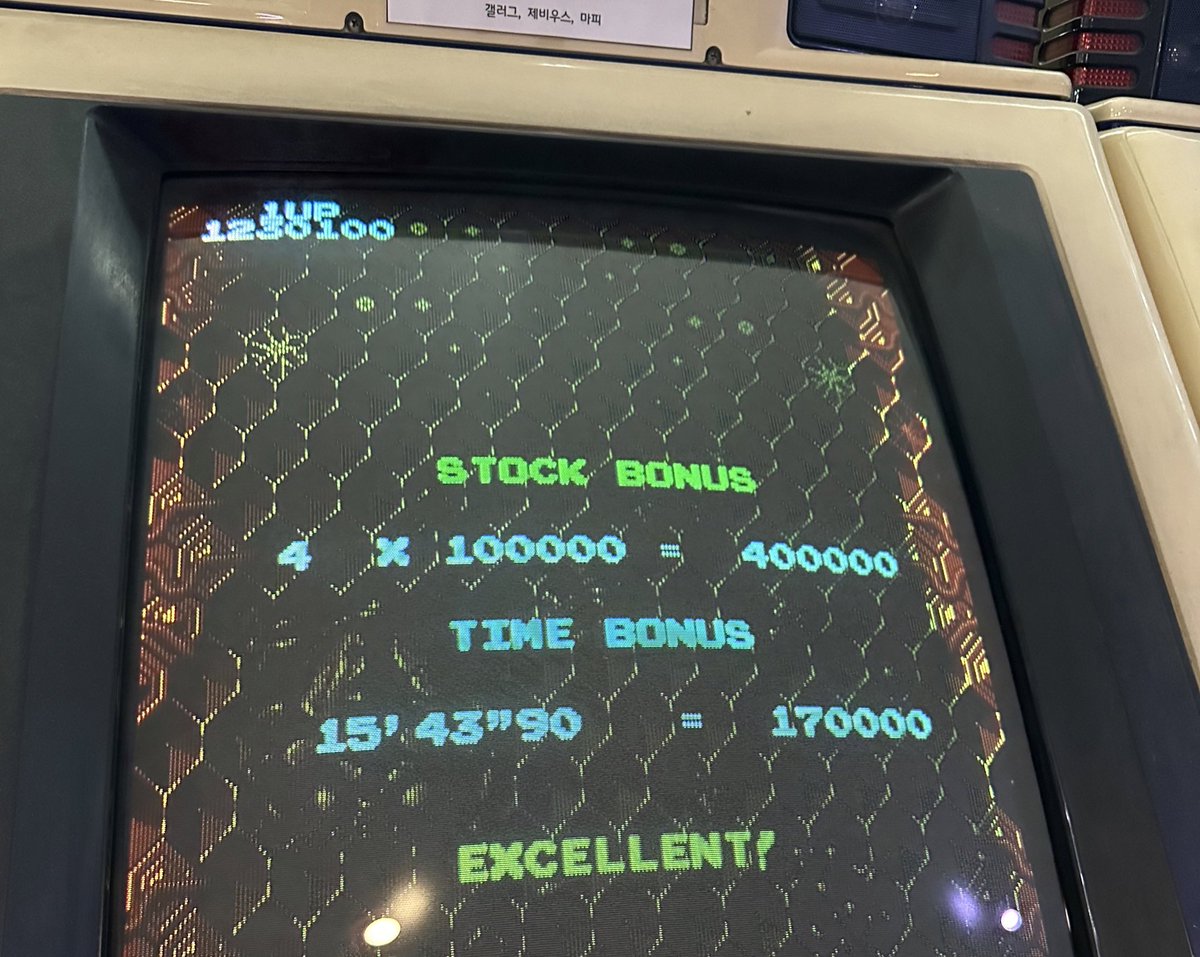 갤러그, 제비우스, 마피
1UP
1230100
STOCK BONUS
4 X 100000 = 400000
TIME BONUS
15'43"90 = 170000
EXCELLENT!